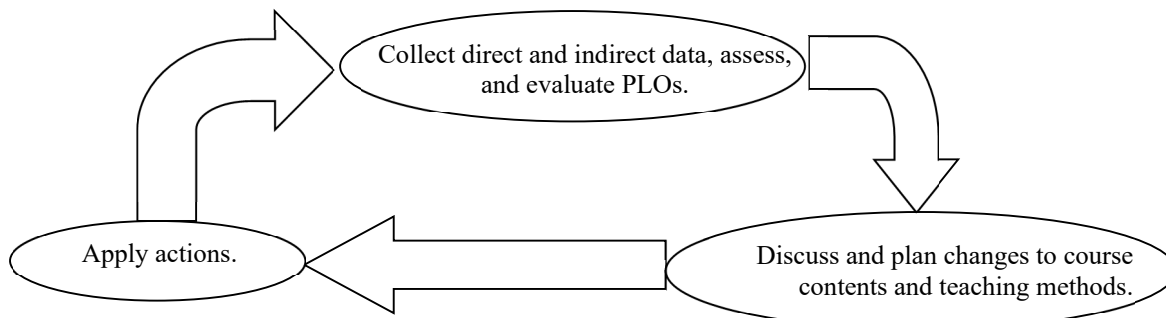 Collect direct and indirect data, assess,
and evaluate PLOs.
Discuss and plan changes to course
contents and teaching methods.
Apply actions.